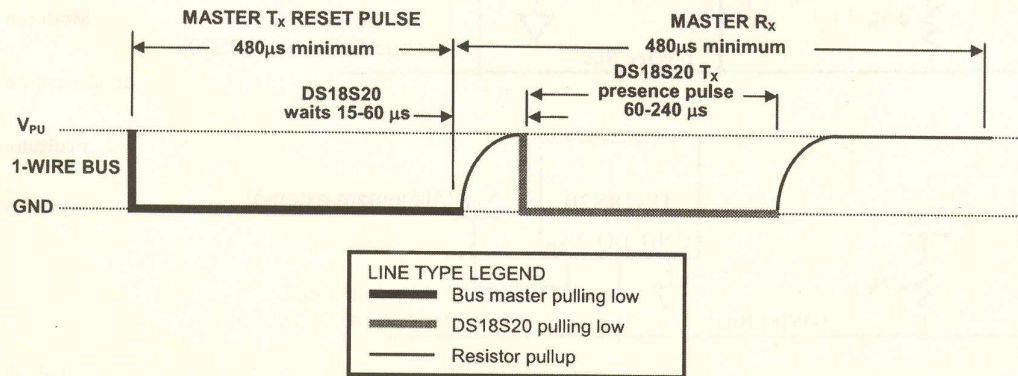 MASTER TX RESET PULSE
480µs minimum
MASTER RX
480µs minimum
DS18S20
waits 15-60 µs
DS18S20 TX
presence pulse
60-240 µs
VPU
1-WIRE BUS
GND
LINE TYPE LEGEND
Bus master pulling low
DS18S20 pulling low
Resistor pullup